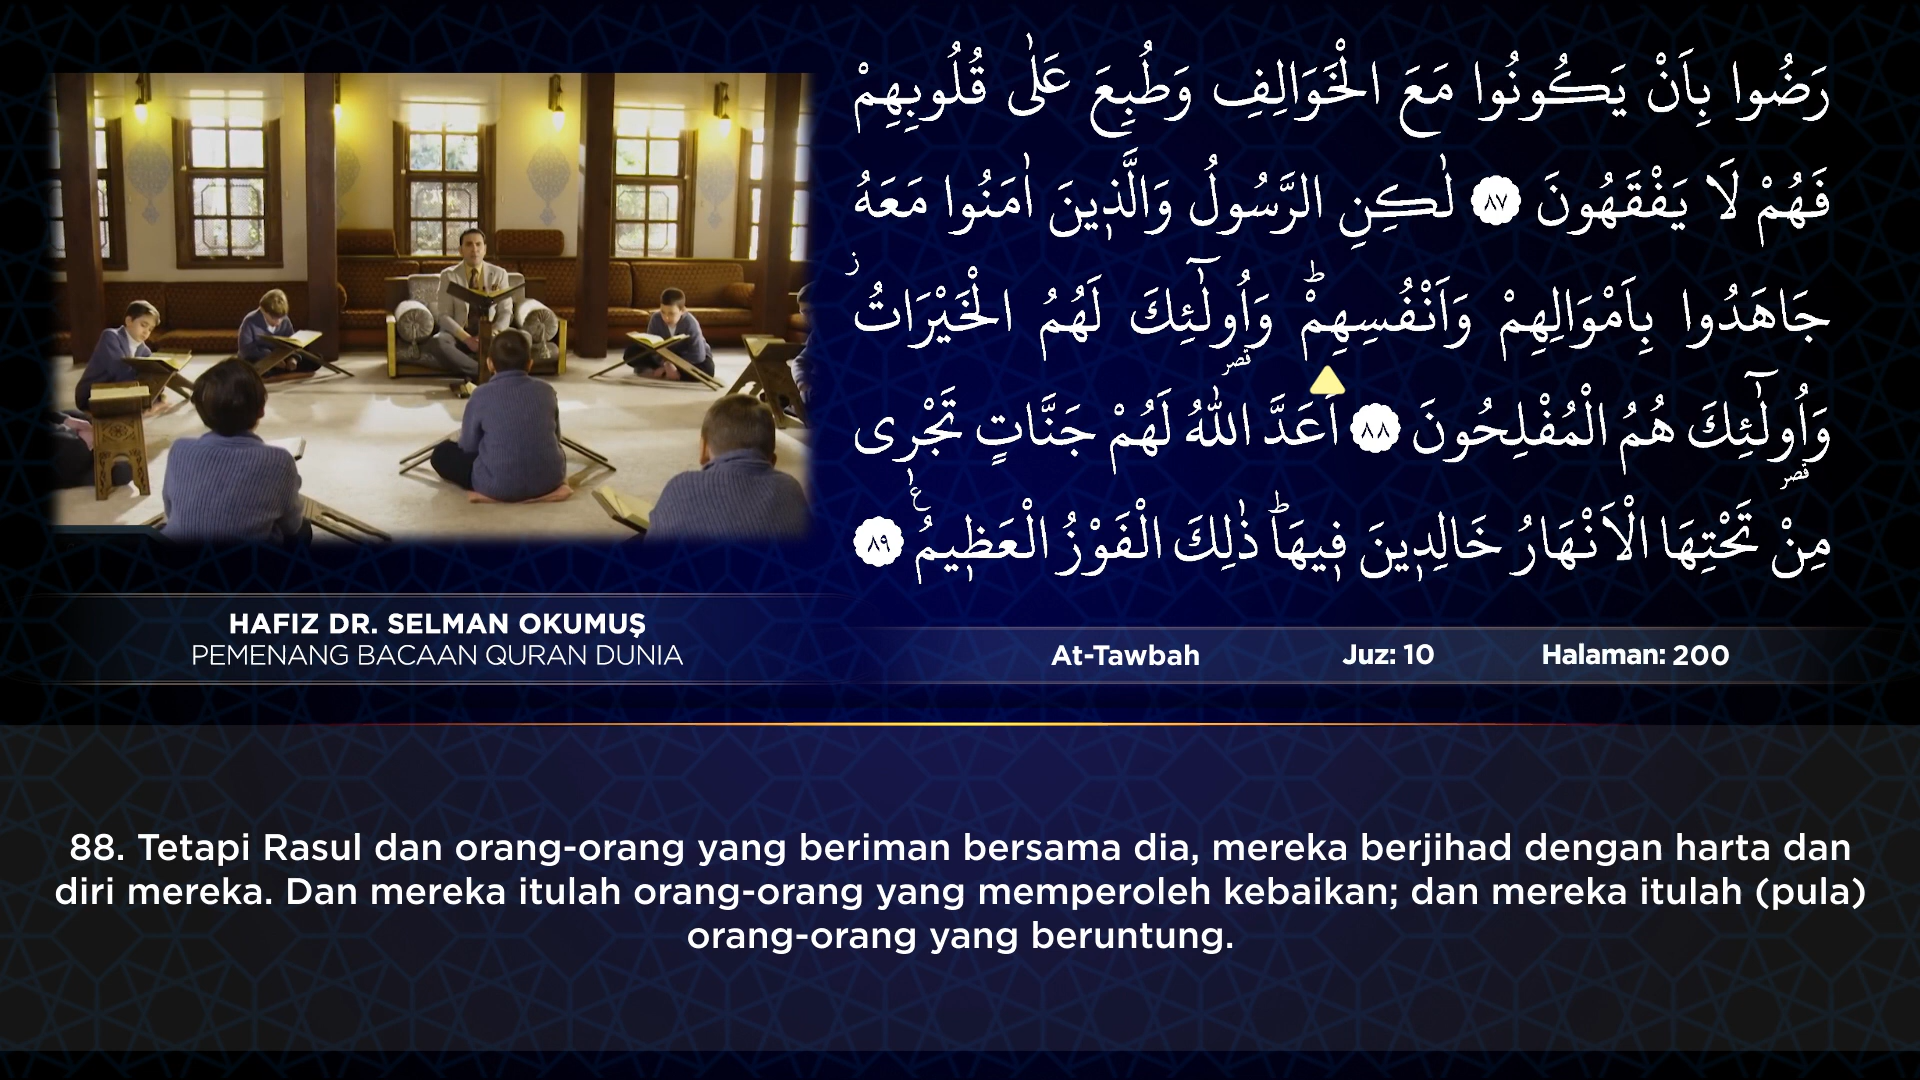 رَضُوا بِاَنْ يَكُونُوا مَعَ الْخَوَالِفِ وَطُبِعَ عَلٰى قُلُوبِهِمْ
فَهُمْ لَا يَفْقَهُونَ ﴿٨٧﴾ لٰكِنِ الرَّسُولُ وَالَّذ۪ينَ اٰمَنُوا مَعَهُ
جَاهَدُوا بِاَمْوَالِهِمْ وَاَنْفُسِهِمْۜ وَاُو۬لٰٓئِكَ لَهُمُ الْخَيْرَاتُۘ
وَاُو۬لٰٓئِكَ هُمُ الْمُفْلِحُونَ ﴿٨٨﴾ اَعَدَّ اللّٰهُ لَهُمْ جَنَّاتٍ تَجْر۪ى
مِنْ تَحْتِهَا الْاَنْهَارُ خَالِد۪ينَ ف۪يهَاۜ ذٰلِكَ الْفَوْزُ الْعَظ۪يمُ ﴿٨٩﴾
HAFIZ DR. SELMAN OKUMUŞ
PEMENANG BACAAN QURAN DUNIA
At-Tawbah Juz: 10 Halaman: 200
88. Tetapi Rasul dan orang-orang yang beriman bersama dia, mereka berjihad dengan harta dan
diri mereka. Dan mereka itulah orang-orang yang memperoleh kebaikan; dan mereka itulah (pula)
orang-orang yang beruntung.